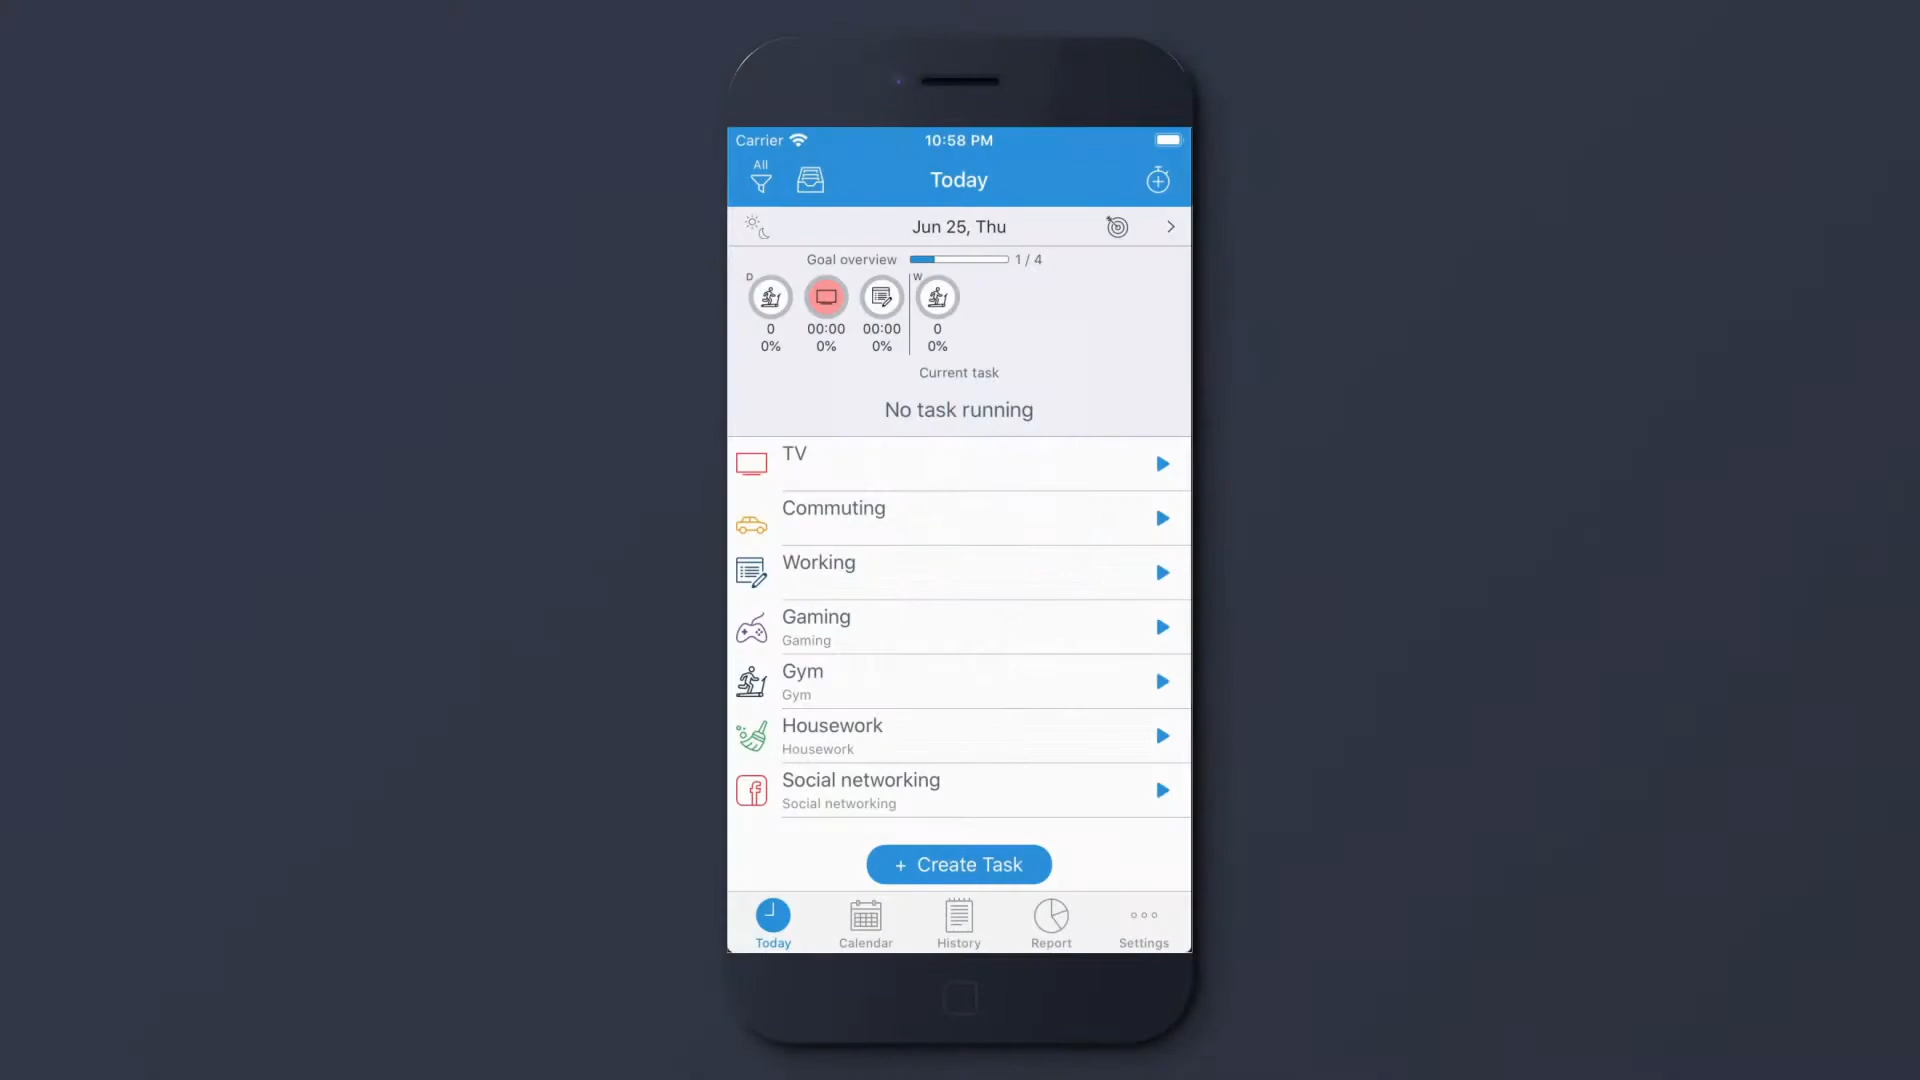 Carrier 10:58 PM
All
Today
Jun 25, Thu
Goal overview 1 / 4
D W
0 00:00 00:00 0
0% 0% 0% 0%
Current task
No task running
TV
Commuting
Working
Gaming
Gaming
Gym
Gym
Housework
Housework
Social networking
Social networking
+ Create Task
Today Calendar History Report Settings